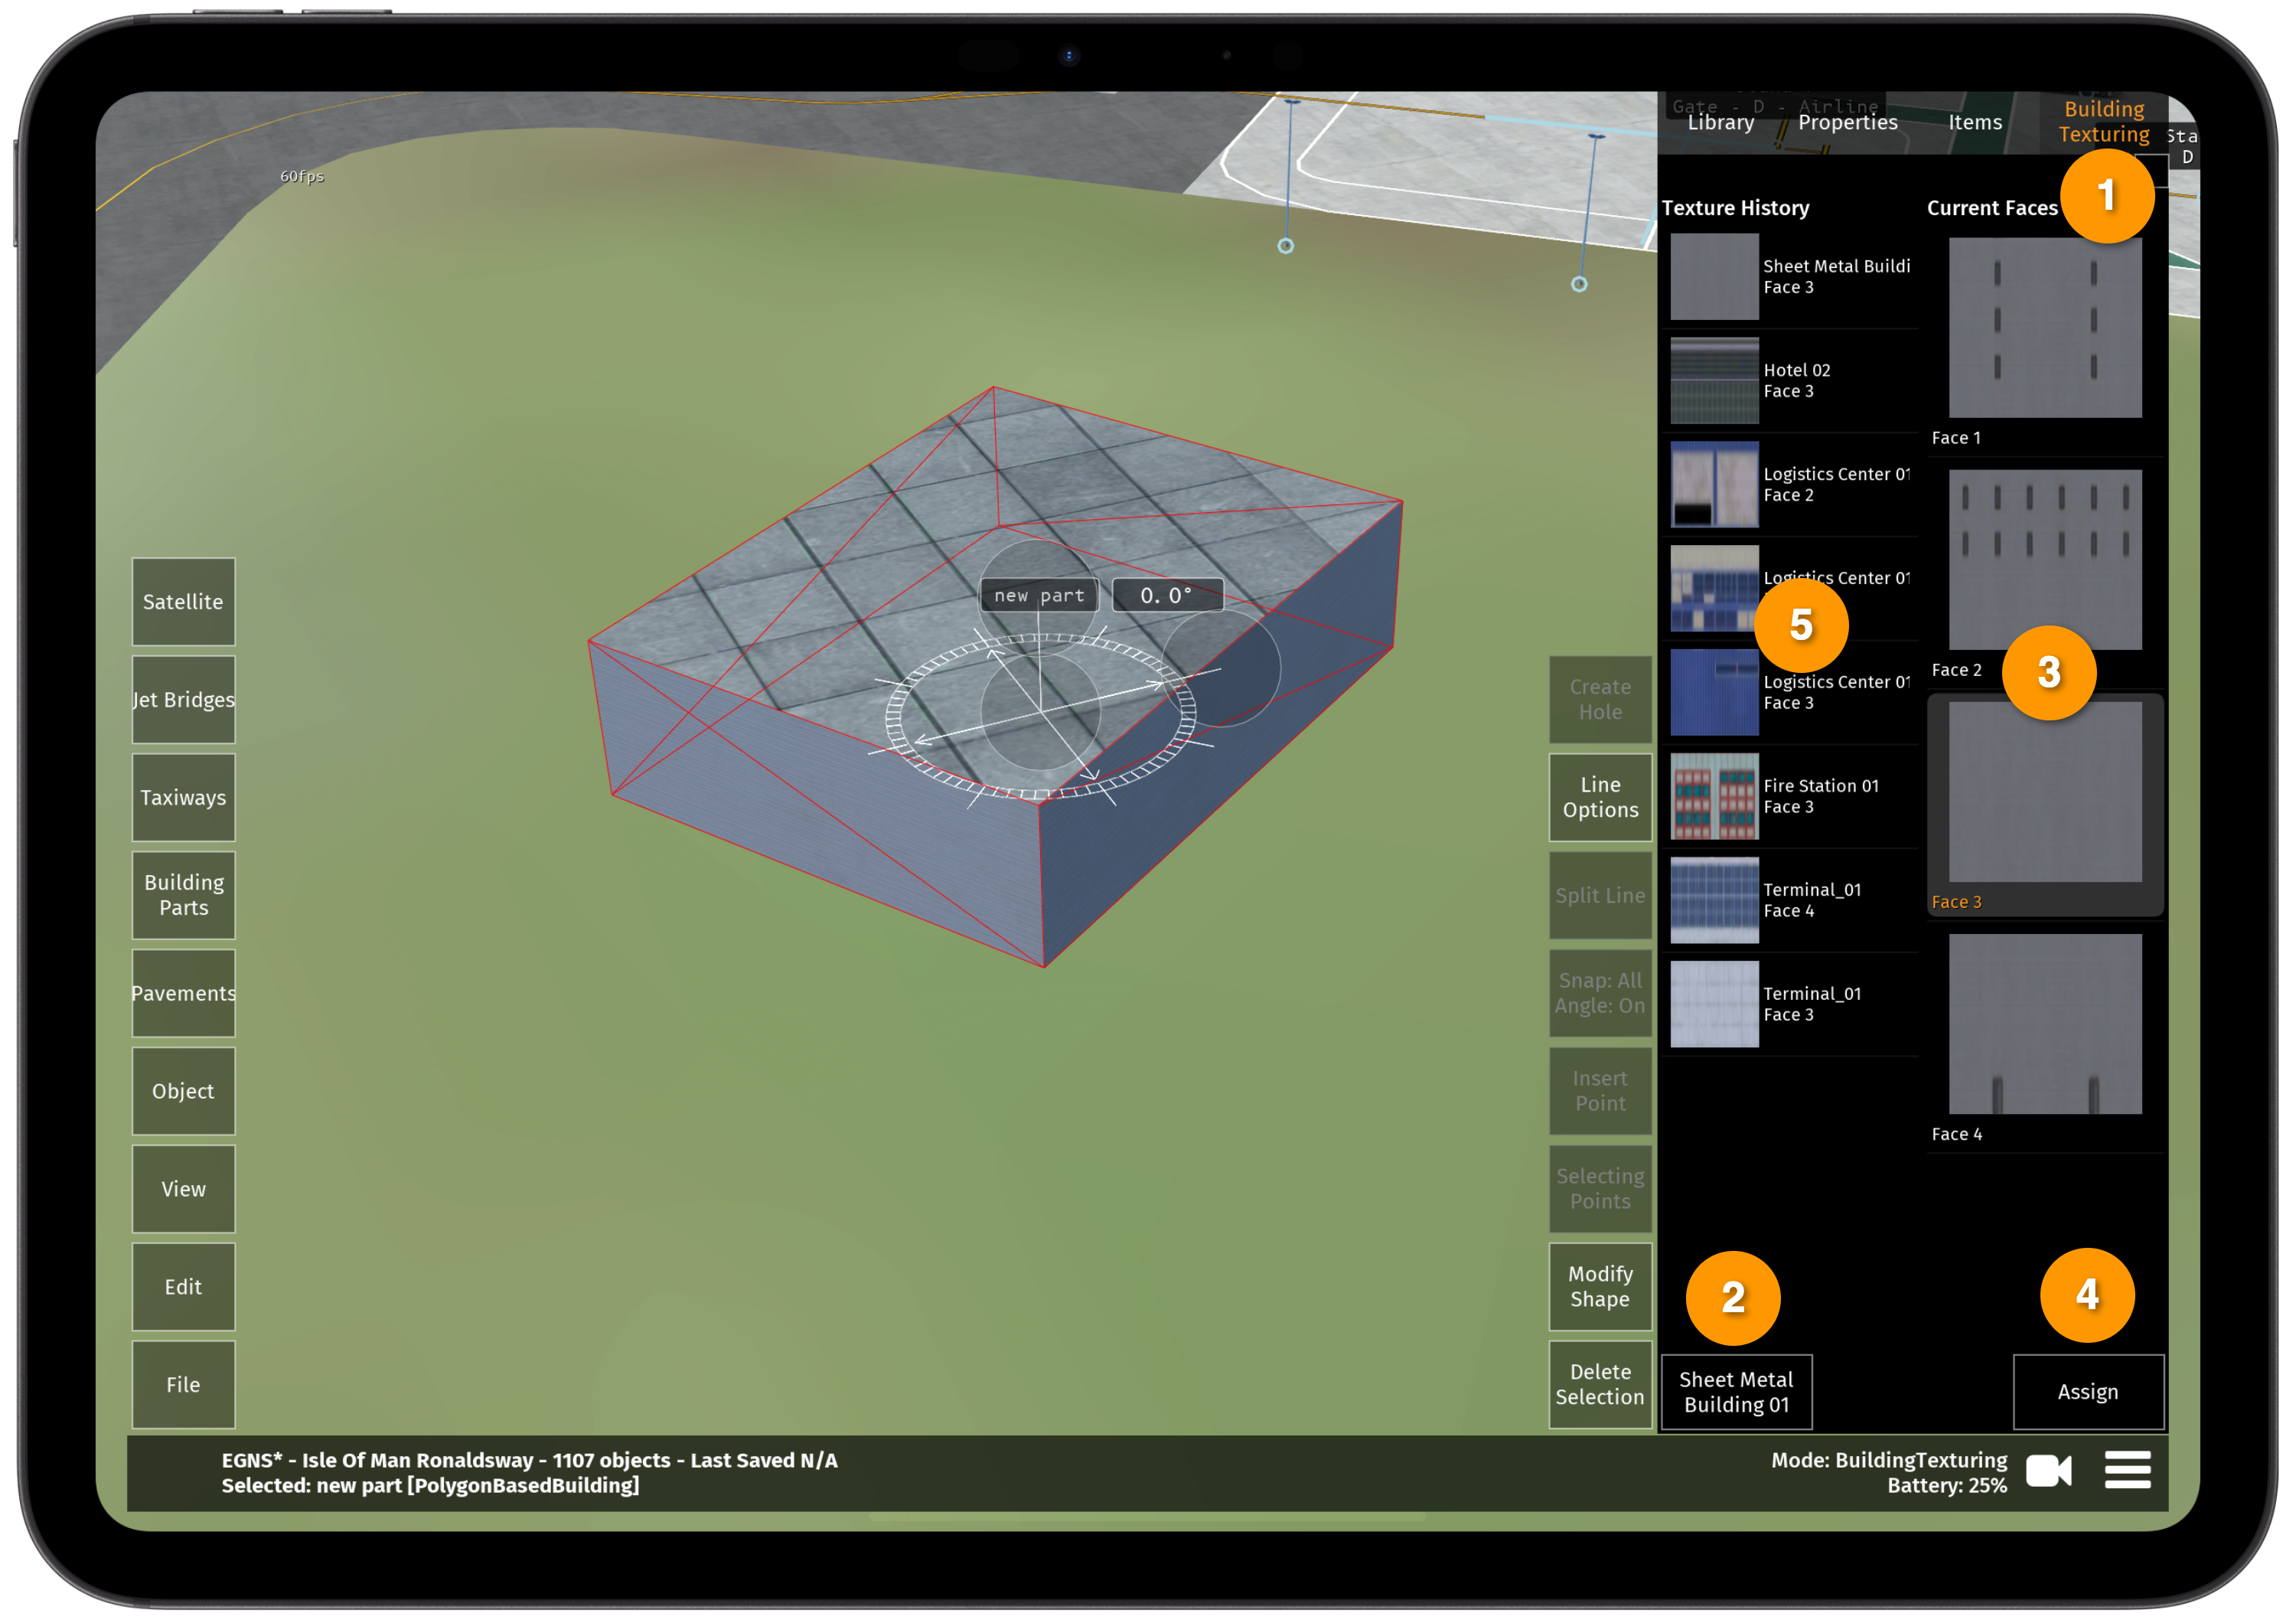 Gate - D - Airline
Library
Properties
Items
Building
Texturing
Sta
D
60fps
1
Texture History
Current Faces
Sheet Metal Buildi
Face 3
Hotel 02
Face 3
Logistics Center 01
Face 2
Logistics Center 01
5
Logistics Center 01
Face 3
Fire Station 01
Face 3
Terminal_01
Face 4
Terminal_01
Face 3
Face 1
Face 2
3
Face 3
Face 4
new part
0.0°
Satellite
Jet Bridges
Taxiways
Building
Parts
Pavements
Object
View
Edit
File
Create
Hole
Line
Options
Split Line
Snap: All
Angle: On
Insert
Point
Selecting
Points
Modify
Shape
Delete
Selection
2
4
Sheet Metal
Building 01
Assign
EGNS* - Isle Of Man Ronaldsway - 1107 objects - Last Saved N/A
Selected: new part [PolygonBasedBuilding]
Mode: BuildingTexturing
Battery: 25%